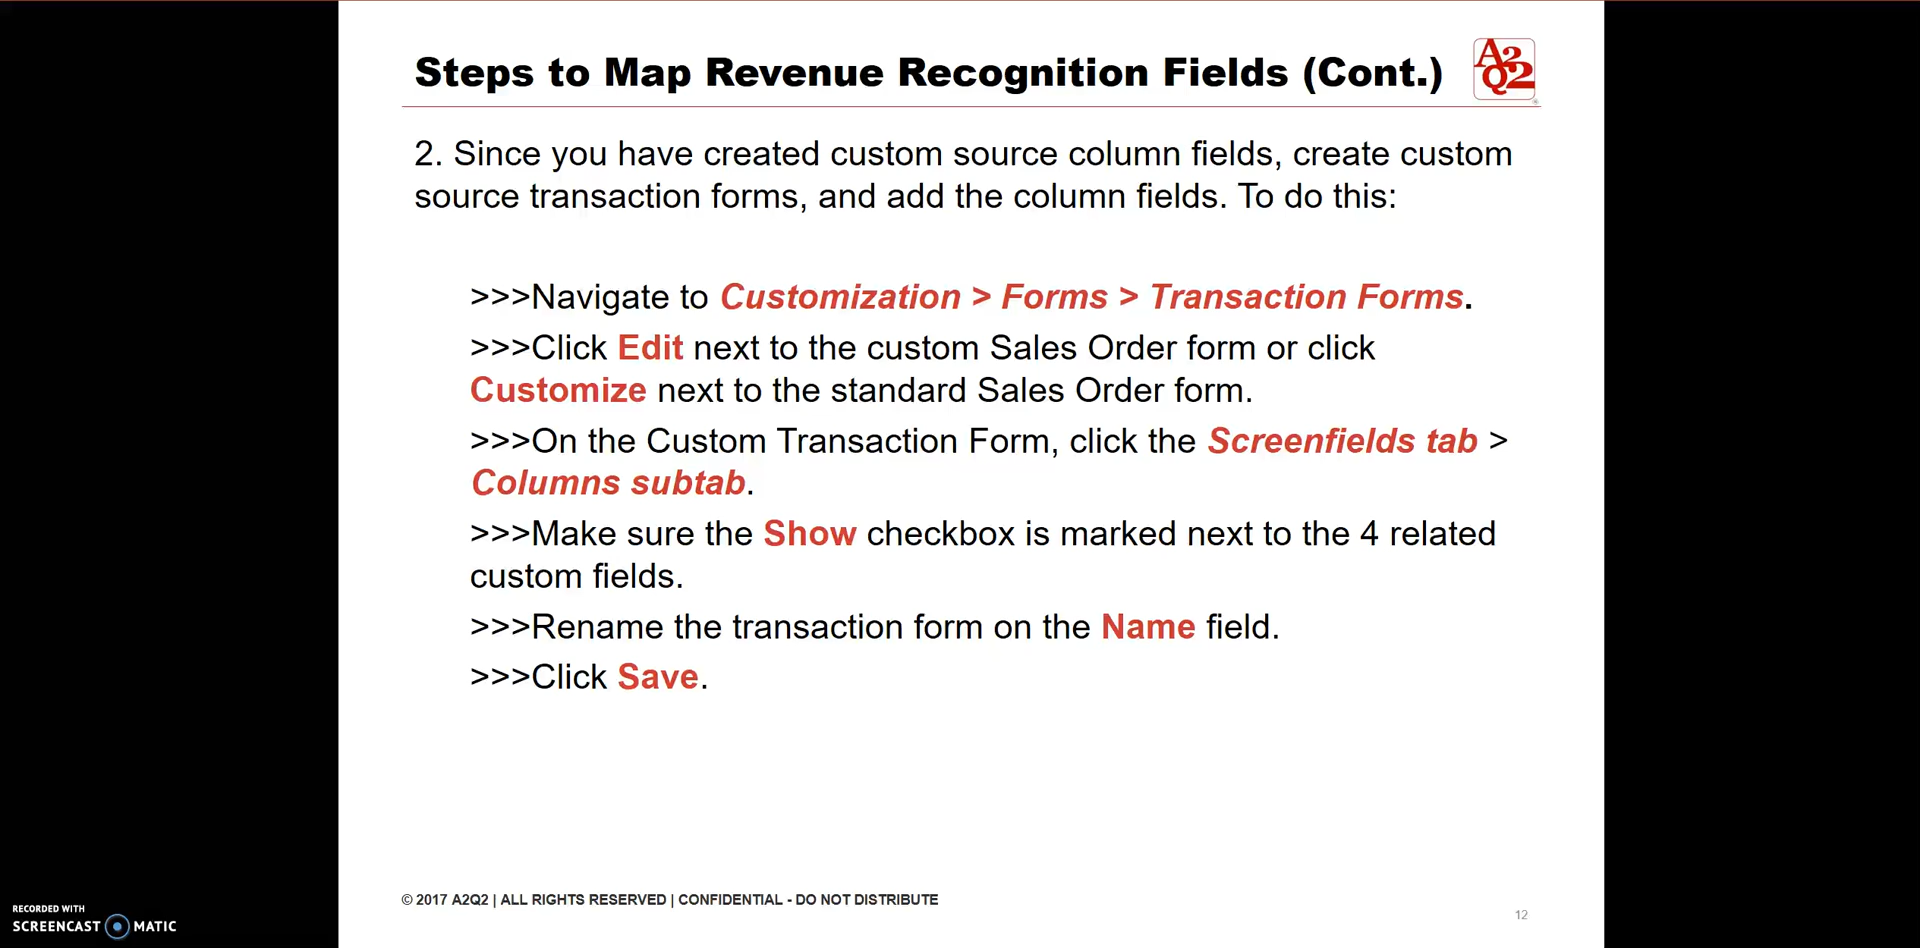 Steps to Map Revenue Recognition Fields (Cont.)
A2
Q2
2. Since you have created custom source column fields, create custom
source transaction forms, and add the column fields. To do this:
>>>Navigate to Customization > Forms > Transaction Forms.
>>>Click Edit next to the custom Sales Order form or click
Customize next to the standard Sales Order form.
>>>On the Custom Transaction Form, click the Screenfields tab >
Columns subtab.
>>>Make sure the Show checkbox is marked next to the 4 related
custom fields.
>>>Rename the transaction form on the Name field.
>>>Click Save.
© 2017 A2Q2 | ALL RIGHTS RESERVED | CONFIDENTIAL - DO NOT DISTRIBUTE
12
RECORDED WITH
SCREENCAST MATIC